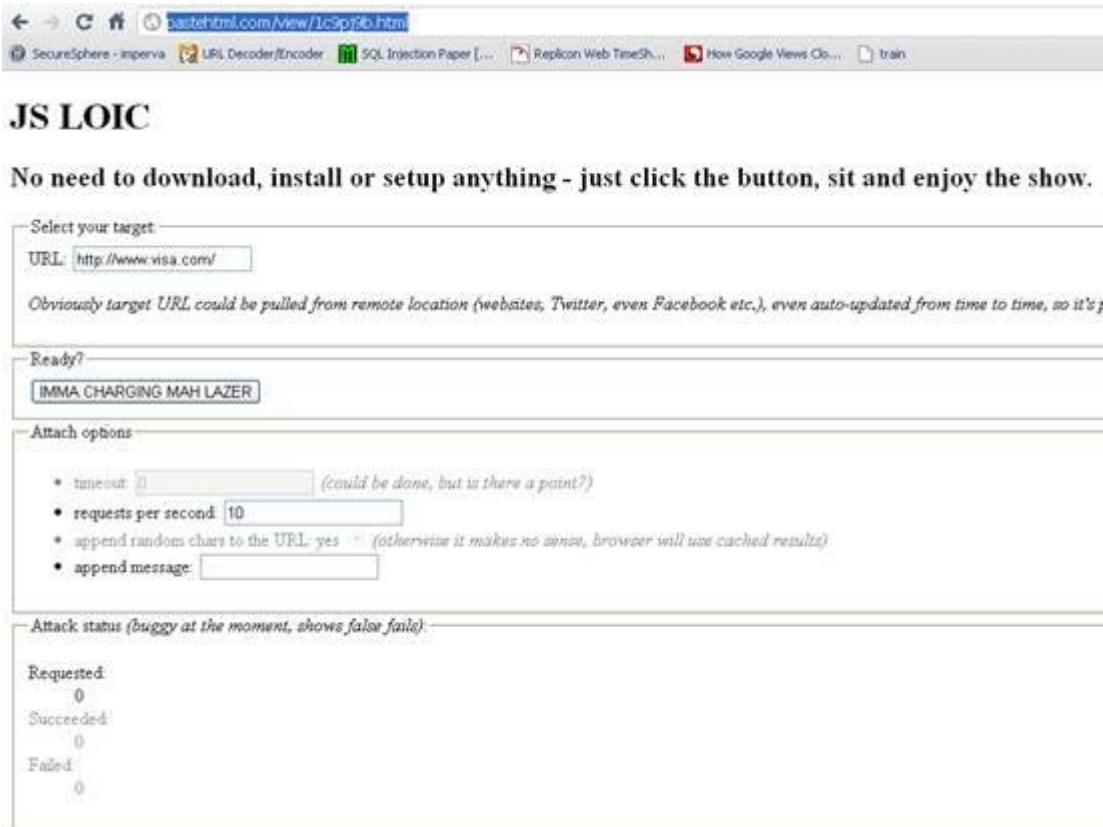 pastehtml.com/view/1c9pi9b.html
SecureSphere - imperva URL Decoder/Encoder SQL Injection Paper [... Replicon Web TimeSh... How Google Views Clo... train
JS LOIC
No need to download, install or setup anything - just click the button, sit and enjoy the show.
Select your target:
URL: http://www.visa.com/
Obviously target URL could be pulled from remote location (websites, Twitter, even Facebook etc.), even auto-updated from time to time, so it's p
Ready?
IMMA CHARGING MAH LAZER
Attach options
timeout: 0 (could be done, but is there a point?)
requests per second: 10
append random chars to the URL: yes (otherwise it makes no sense, browser will use cached results)
append message:
Attack status (buggy at the moment, shows false fails):
Requested:
0
Succeeded:
0
Failed:
0